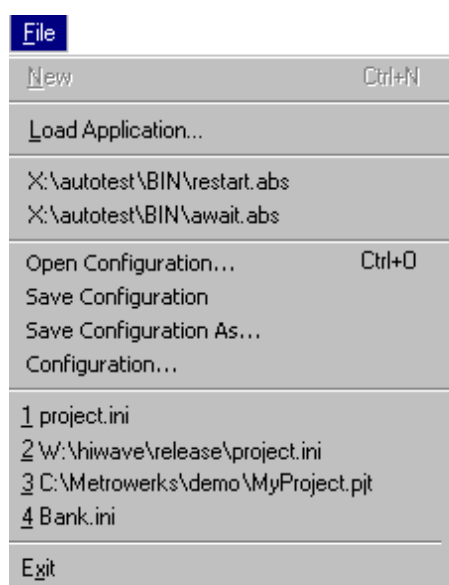 File
New Ctrl+N
Load Application...
X:\autotest\BIN\restart.abs
X:\autotest\BIN\await.abs
Open Configuration... Ctrl+O
Save Configuration
Save Configuration As...
Configuration...
1 project.ini
2 W:\hiwave\release\project.ini
3 C:\Metrowerks\demo\MyProject.pjt
4 Bank.ini
Exit